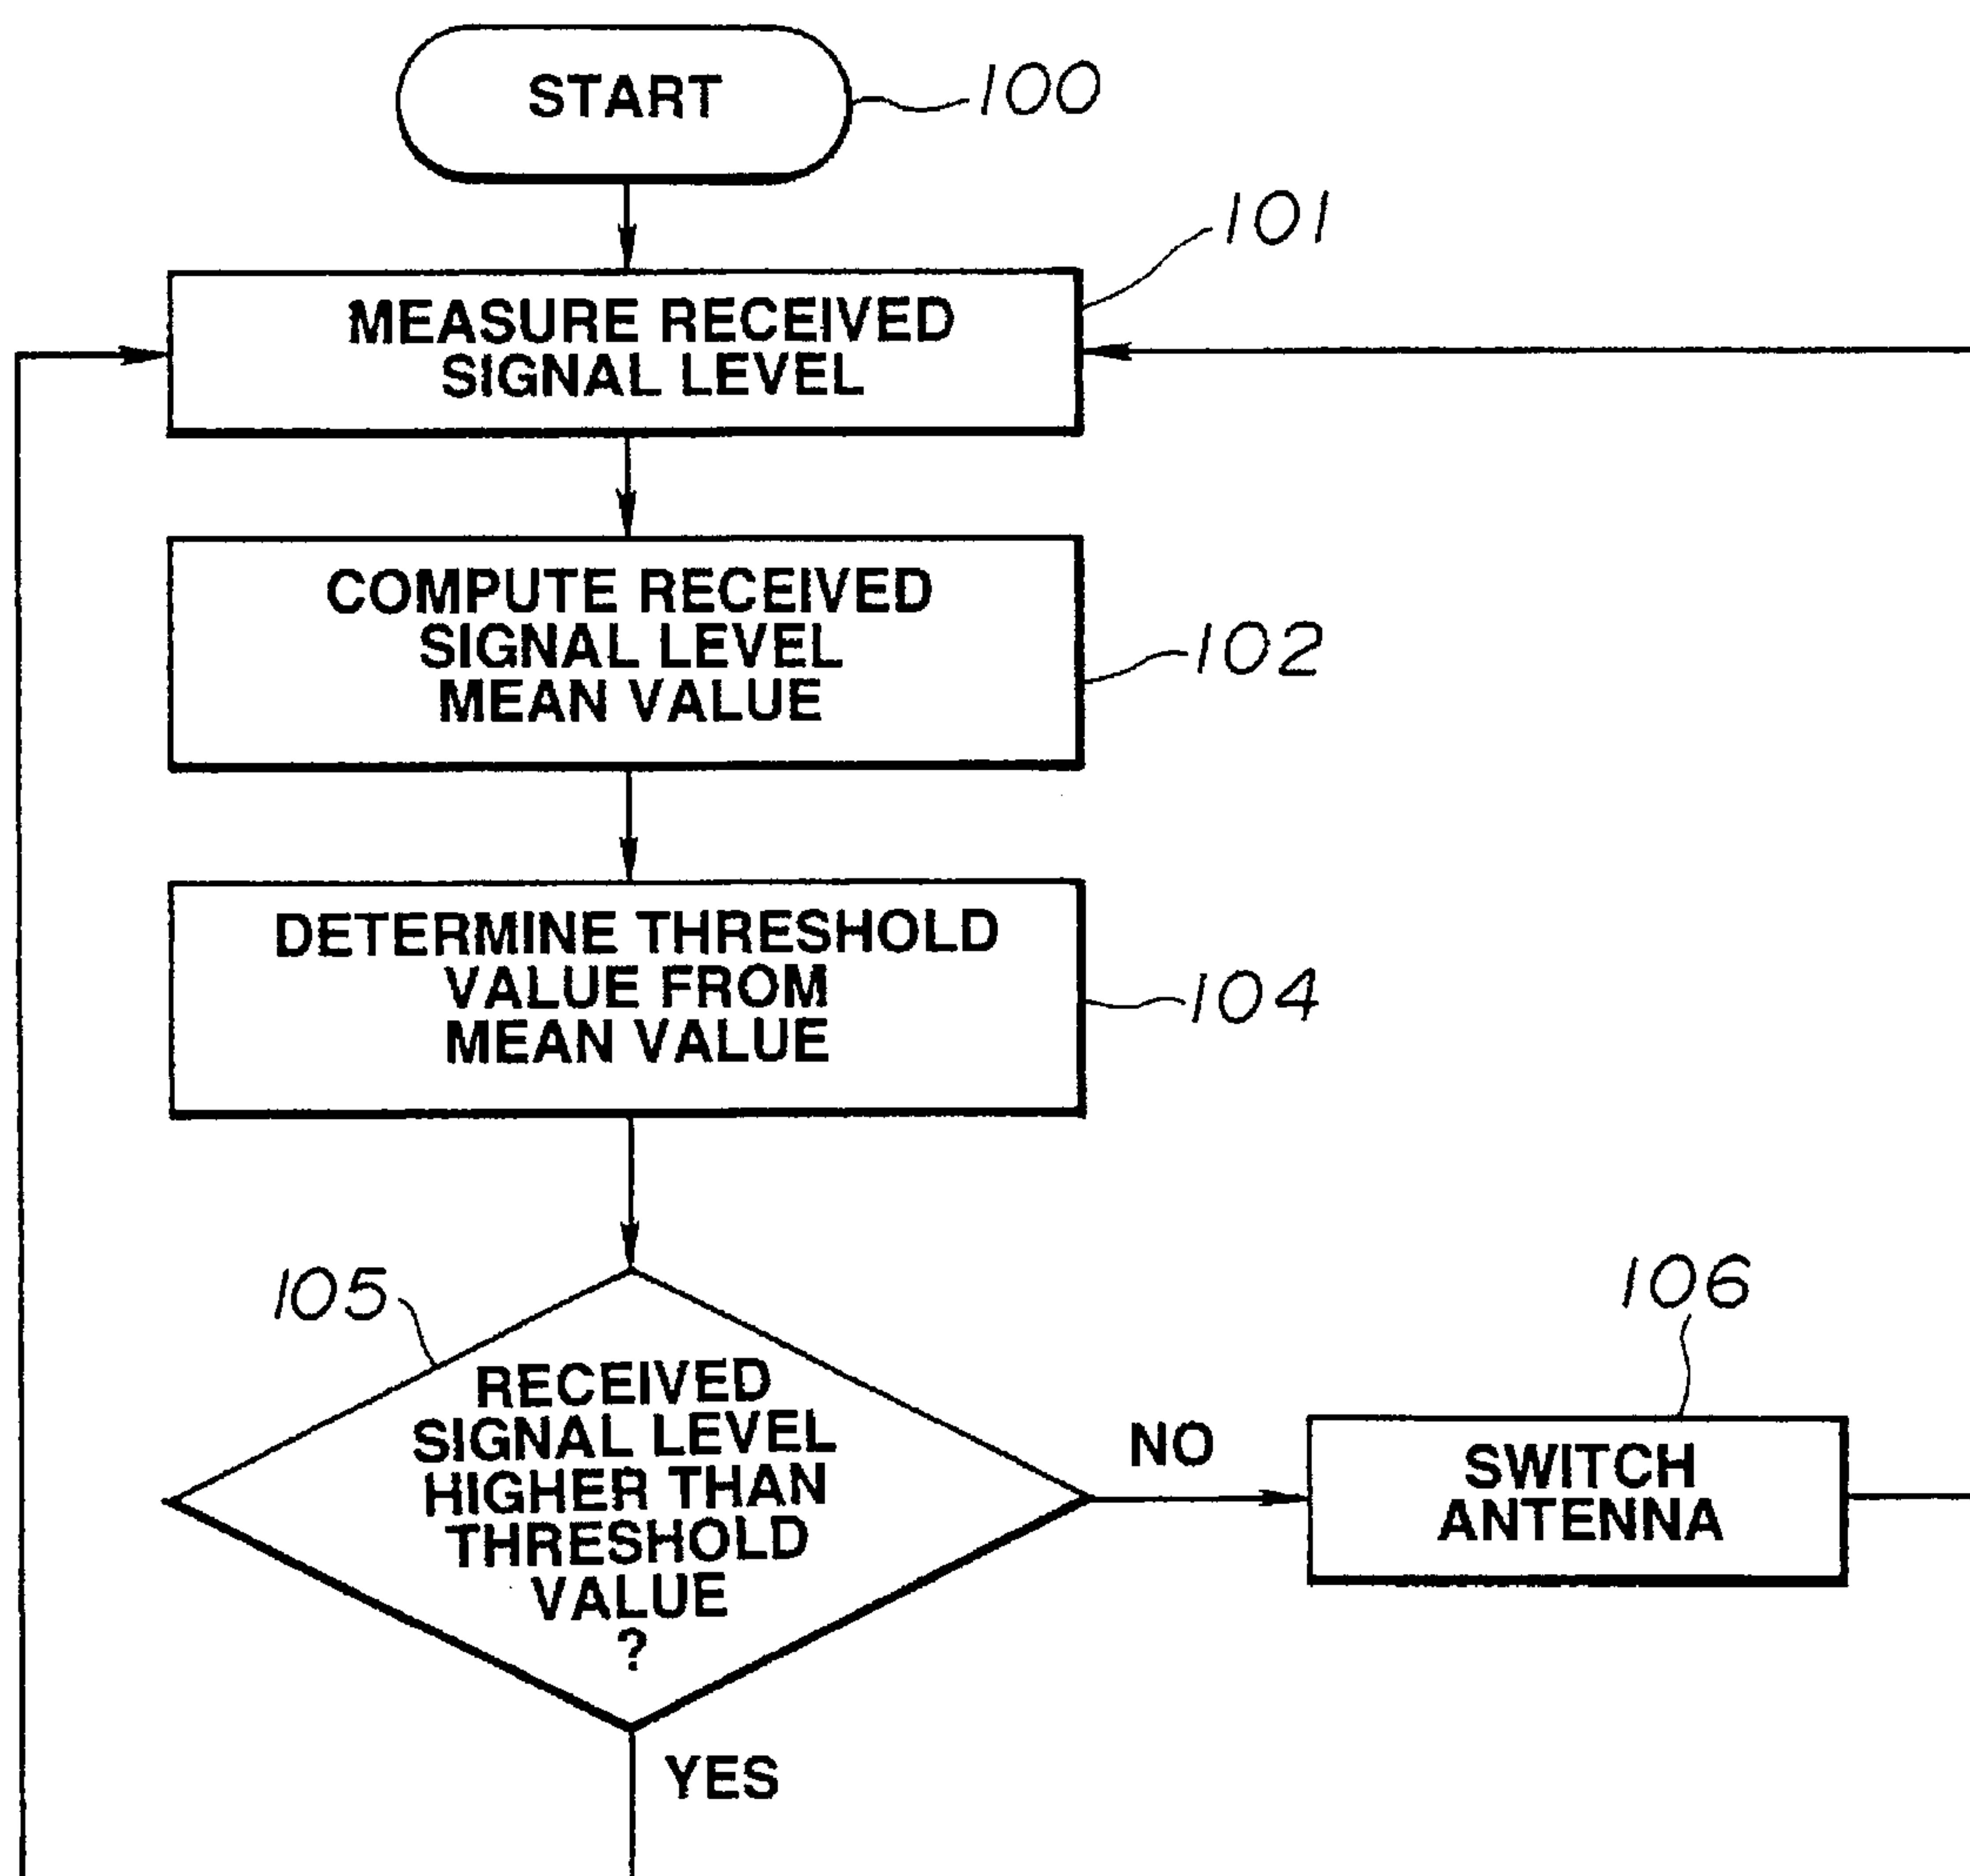 START
100
101
MEASURE RECEIVED
SIGNAL LEVEL
COMPUTE RECEIVED
SIGNAL LEVEL
MEAN VALUE
102
DETERMINE THRESHOLD
VALUE FROM
MEAN VALUE
104
105
RECEIVED
SIGNAL LEVEL
HIGHER THAN
THRESHOLD
VALUE
?
NO
106
SWITCH
ANTENNA
YES